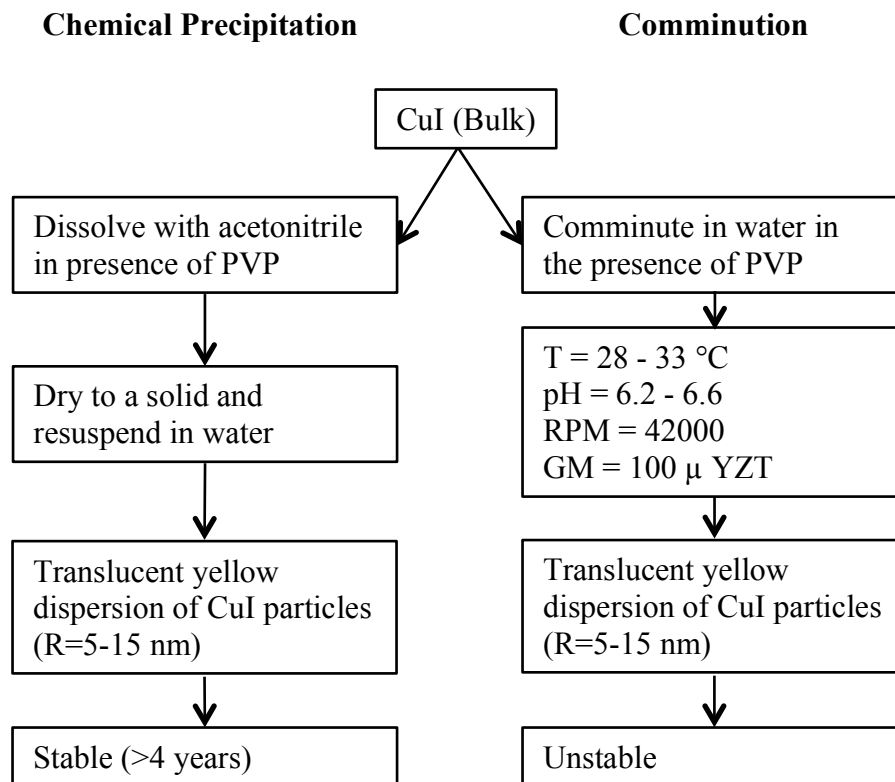 Chemical Precipitation
Comminution
CuI (Bulk)
Dissolve with acetonitrile
in presence of PVP
Dry to a solid and
resuspend in water
Translucent yellow
dispersion of CuI particles
(R=5-15 nm)
Stable (>4 years)
Comminute in water in
the presence of PVP
T = 28 - 33 °C
pH = 6.2 - 6.6
RPM = 42000
GM = 100 μ YZT
Translucent yellow
dispersion of CuI particles
(R=5-15 nm)
Unstable